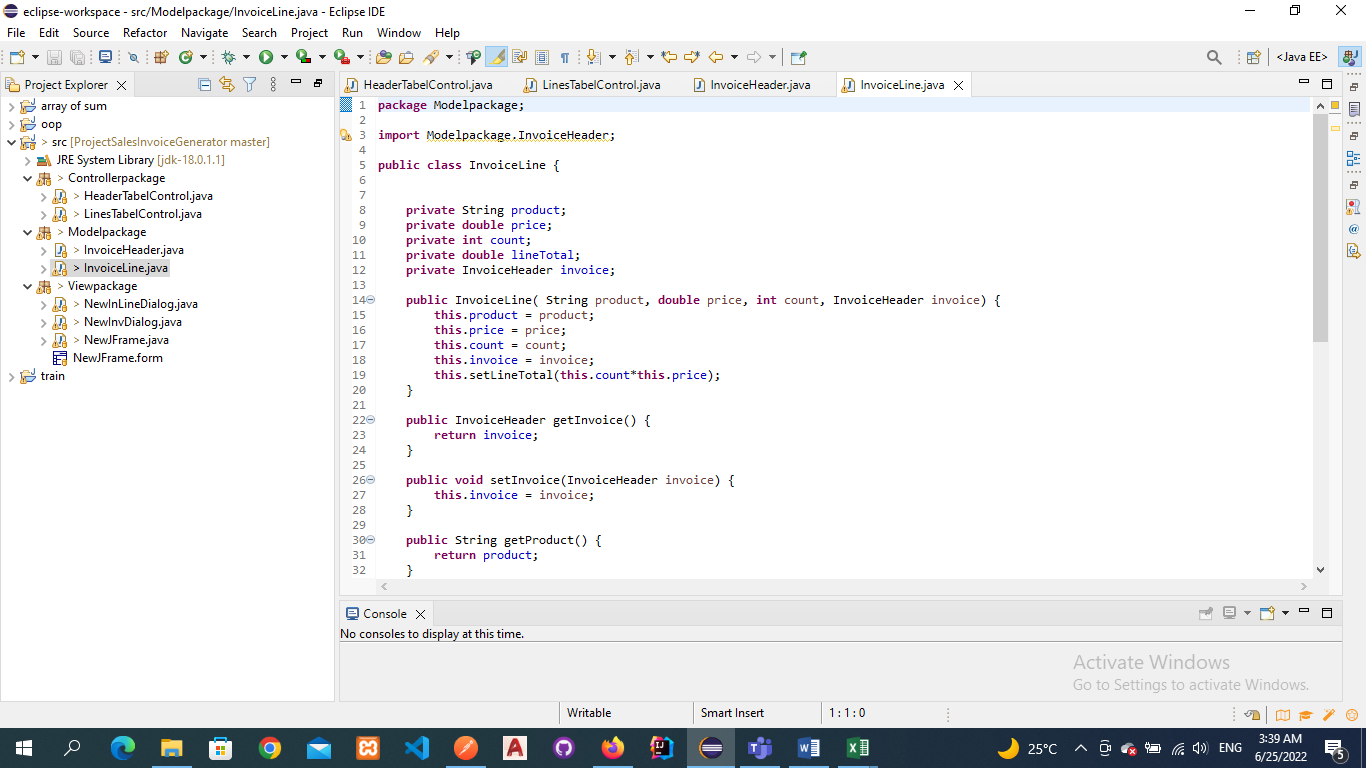 eclipse-workspace - src/Modelpackage/InvoiceLine.java - Eclipse IDE
File Edit Source Refactor Navigate Search Project Run Window Help
<Java EE>
Project Explorer
array of sum
oop
> src [ProjectSalesInvoiceGenerator master]
JRE System Library [jdk-18.0.1.1]
> Controllerpackage
> HeaderTabelControl.java
> LinesTabelControl.java
> Modelpackage
> InvoiceHeader.java
> InvoiceLine.java
> Viewpackage
> NewInLineDialog.java
> NewInvDialog.java
> NewJFrame.java
NewJFrame.form
train
HeaderTabelControl.java LinesTabelControl.java InvoiceHeader.java InvoiceLine.java
1 package Modelpackage;
2
3 import Modelpackage.InvoiceHeader;
4
5 public class InvoiceLine {
6
7
8 private String product;
9 private double price;
10 private int count;
11 private double lineTotal;
12 private InvoiceHeader invoice;
13
14 public InvoiceLine( String product, double price, int count, InvoiceHeader invoice) {
15 this.product = product;
16 this.price = price;
17 this.count = count;
18 this.invoice = invoice;
19 this.setLineTotal(this.count*this.price);
20 }
21
22 public InvoiceHeader getInvoice() {
23 return invoice;
24 }
25
26 public void setInvoice(InvoiceHeader invoice) {
27 this.invoice = invoice;
28 }
29
30 public String getProduct() {
31 return product;
32 }
Console
No consoles to display at this time.
Activate Windows
Go to Settings to activate Windows.
Writable Smart Insert 1 : 1 : 0
25°C ENG 3:39 AM
6/25/2022
5